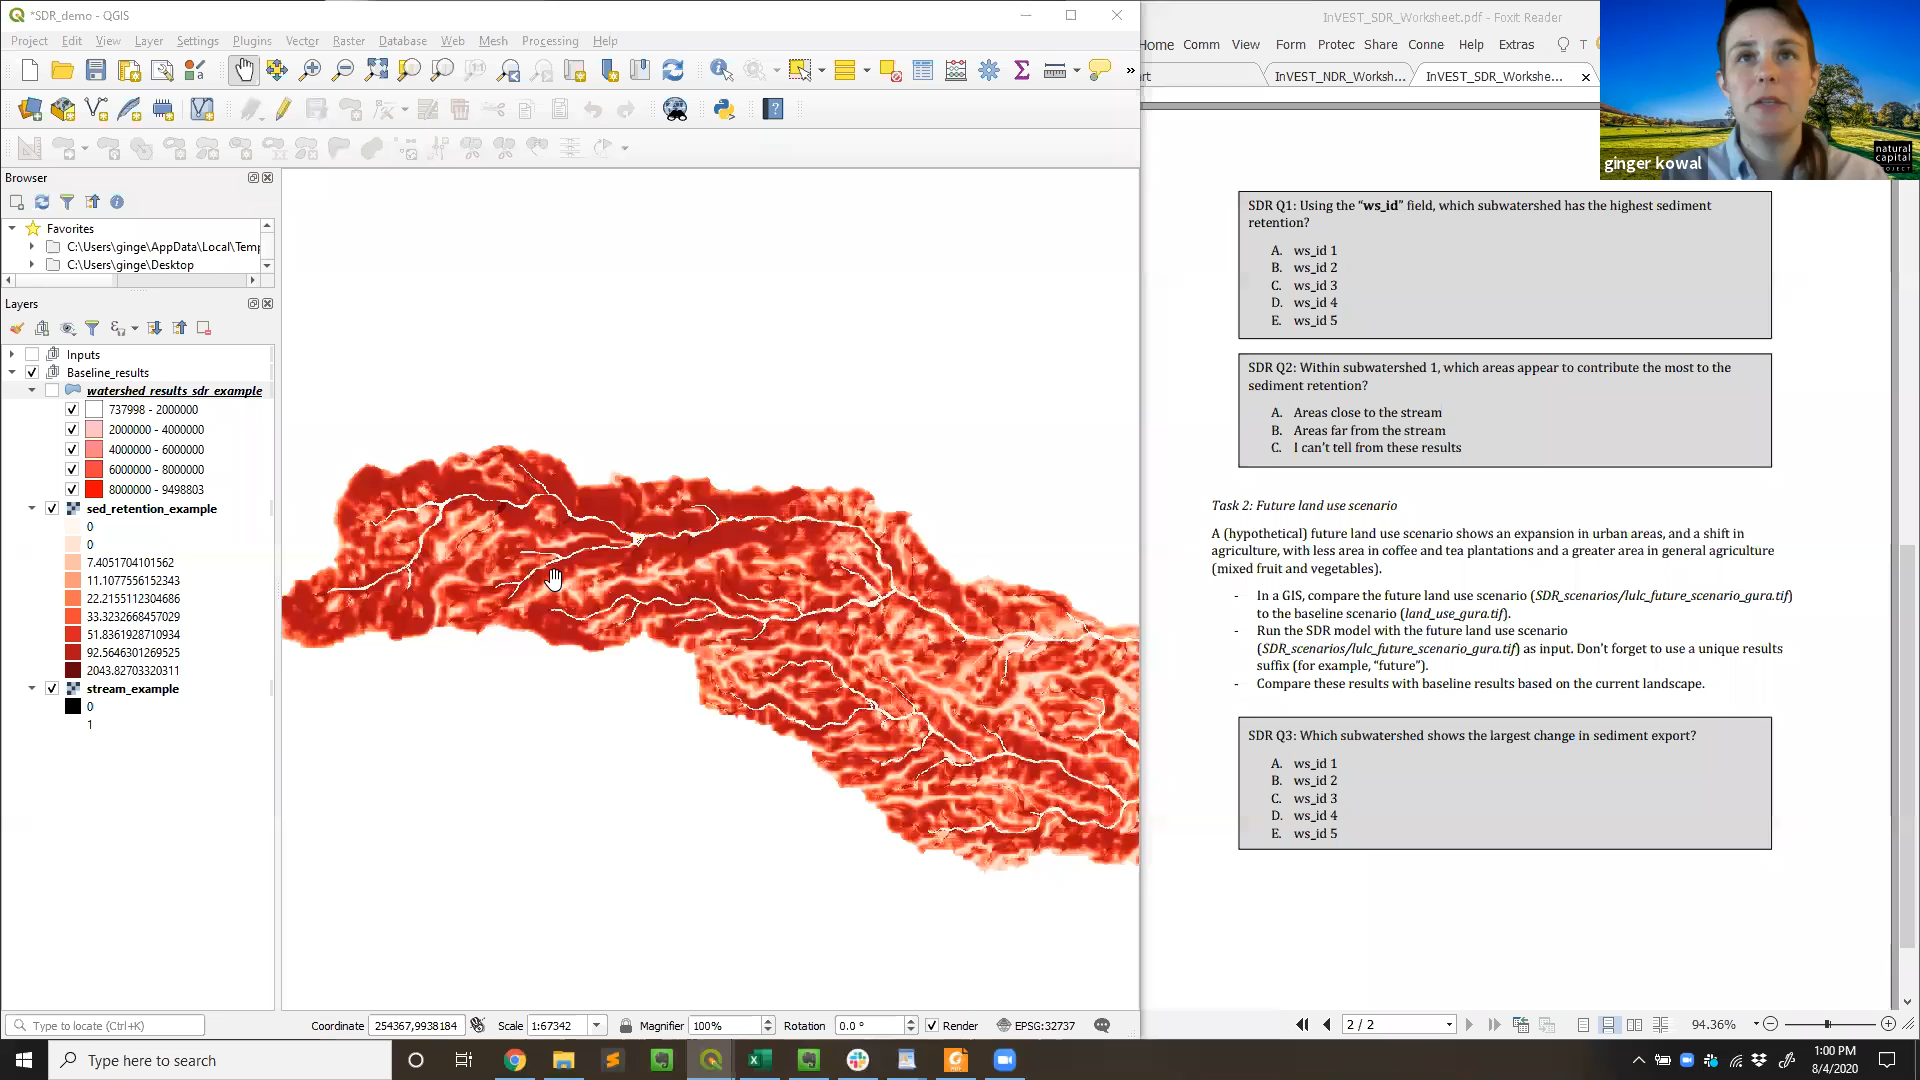 *SDR_demo - QGIS
Project Edit View Layer Settings Plugins Vector Raster Database Web Mesh Processing Help
Browser
Favorites
C:\Users\ginge\AppData\Local\Temp
C:\Users\ginge\Desktop
Layers
Inputs
Baseline_results
watershed_results_sdr_example
737998 - 2000000
2000000 - 4000000
4000000 - 6000000
6000000 - 8000000
8000000 - 9498803
sed_retention_example
0
0
7.4051704101562
11.1077556152343
22.2155112304686
33.3232668457029
51.8361928710934
92.5646301269525
2043.82703320311
stream_example
0
1
Type to locate (Ctrl+K)
Coordinate 254367,9938184 Scale 1:67342 Magnifier 100% Rotation 0.0 ° Render EPSG:32737
InVEST_SDR_Worksheet.pdf - Foxit Reader
Home Comm View Form Protec Share Conne Help Extras T
rt InVEST_NDR_Worksh... InVEST_SDR_Workshe...
ginger kowal
natural
capital
PROJECT
SDR Q1: Using the “ws_id” field, which subwatershed has the highest sediment
retention?
A. ws_id 1
B. ws_id 2
C. ws_id 3
D. ws_id 4
E. ws_id 5
SDR Q2: Within subwatershed 1, which areas appear to contribute the most to the
sediment retention?
A. Areas close to the stream
B. Areas far from the stream
C. I can’t tell from these results
Task 2: Future land use scenario
A (hypothetical) future land use scenario shows an expansion in urban areas, and a shift in
agriculture, with less area in coffee and tea plantations and a greater area in general agriculture
(mixed fruit and vegetables).
- In a GIS, compare the future land use scenario (SDR_scenarios/lulc_future_scenario_gura.tif)
to the baseline scenario (land_use_gura.tif).
- Run the SDR model with the future land use scenario
(SDR_scenarios/lulc_future_scenario_gura.tif) as input. Don’t forget to use a unique results
suffix (for example, “future”).
- Compare these results with baseline results based on the current landscape.
SDR Q3: Which subwatershed shows the largest change in sediment export?
A. ws_id 1
B. ws_id 2
C. ws_id 3
D. ws_id 4
E. ws_id 5
2 / 2
94.36%
Type here to search
1:00 PM
8/4/2020